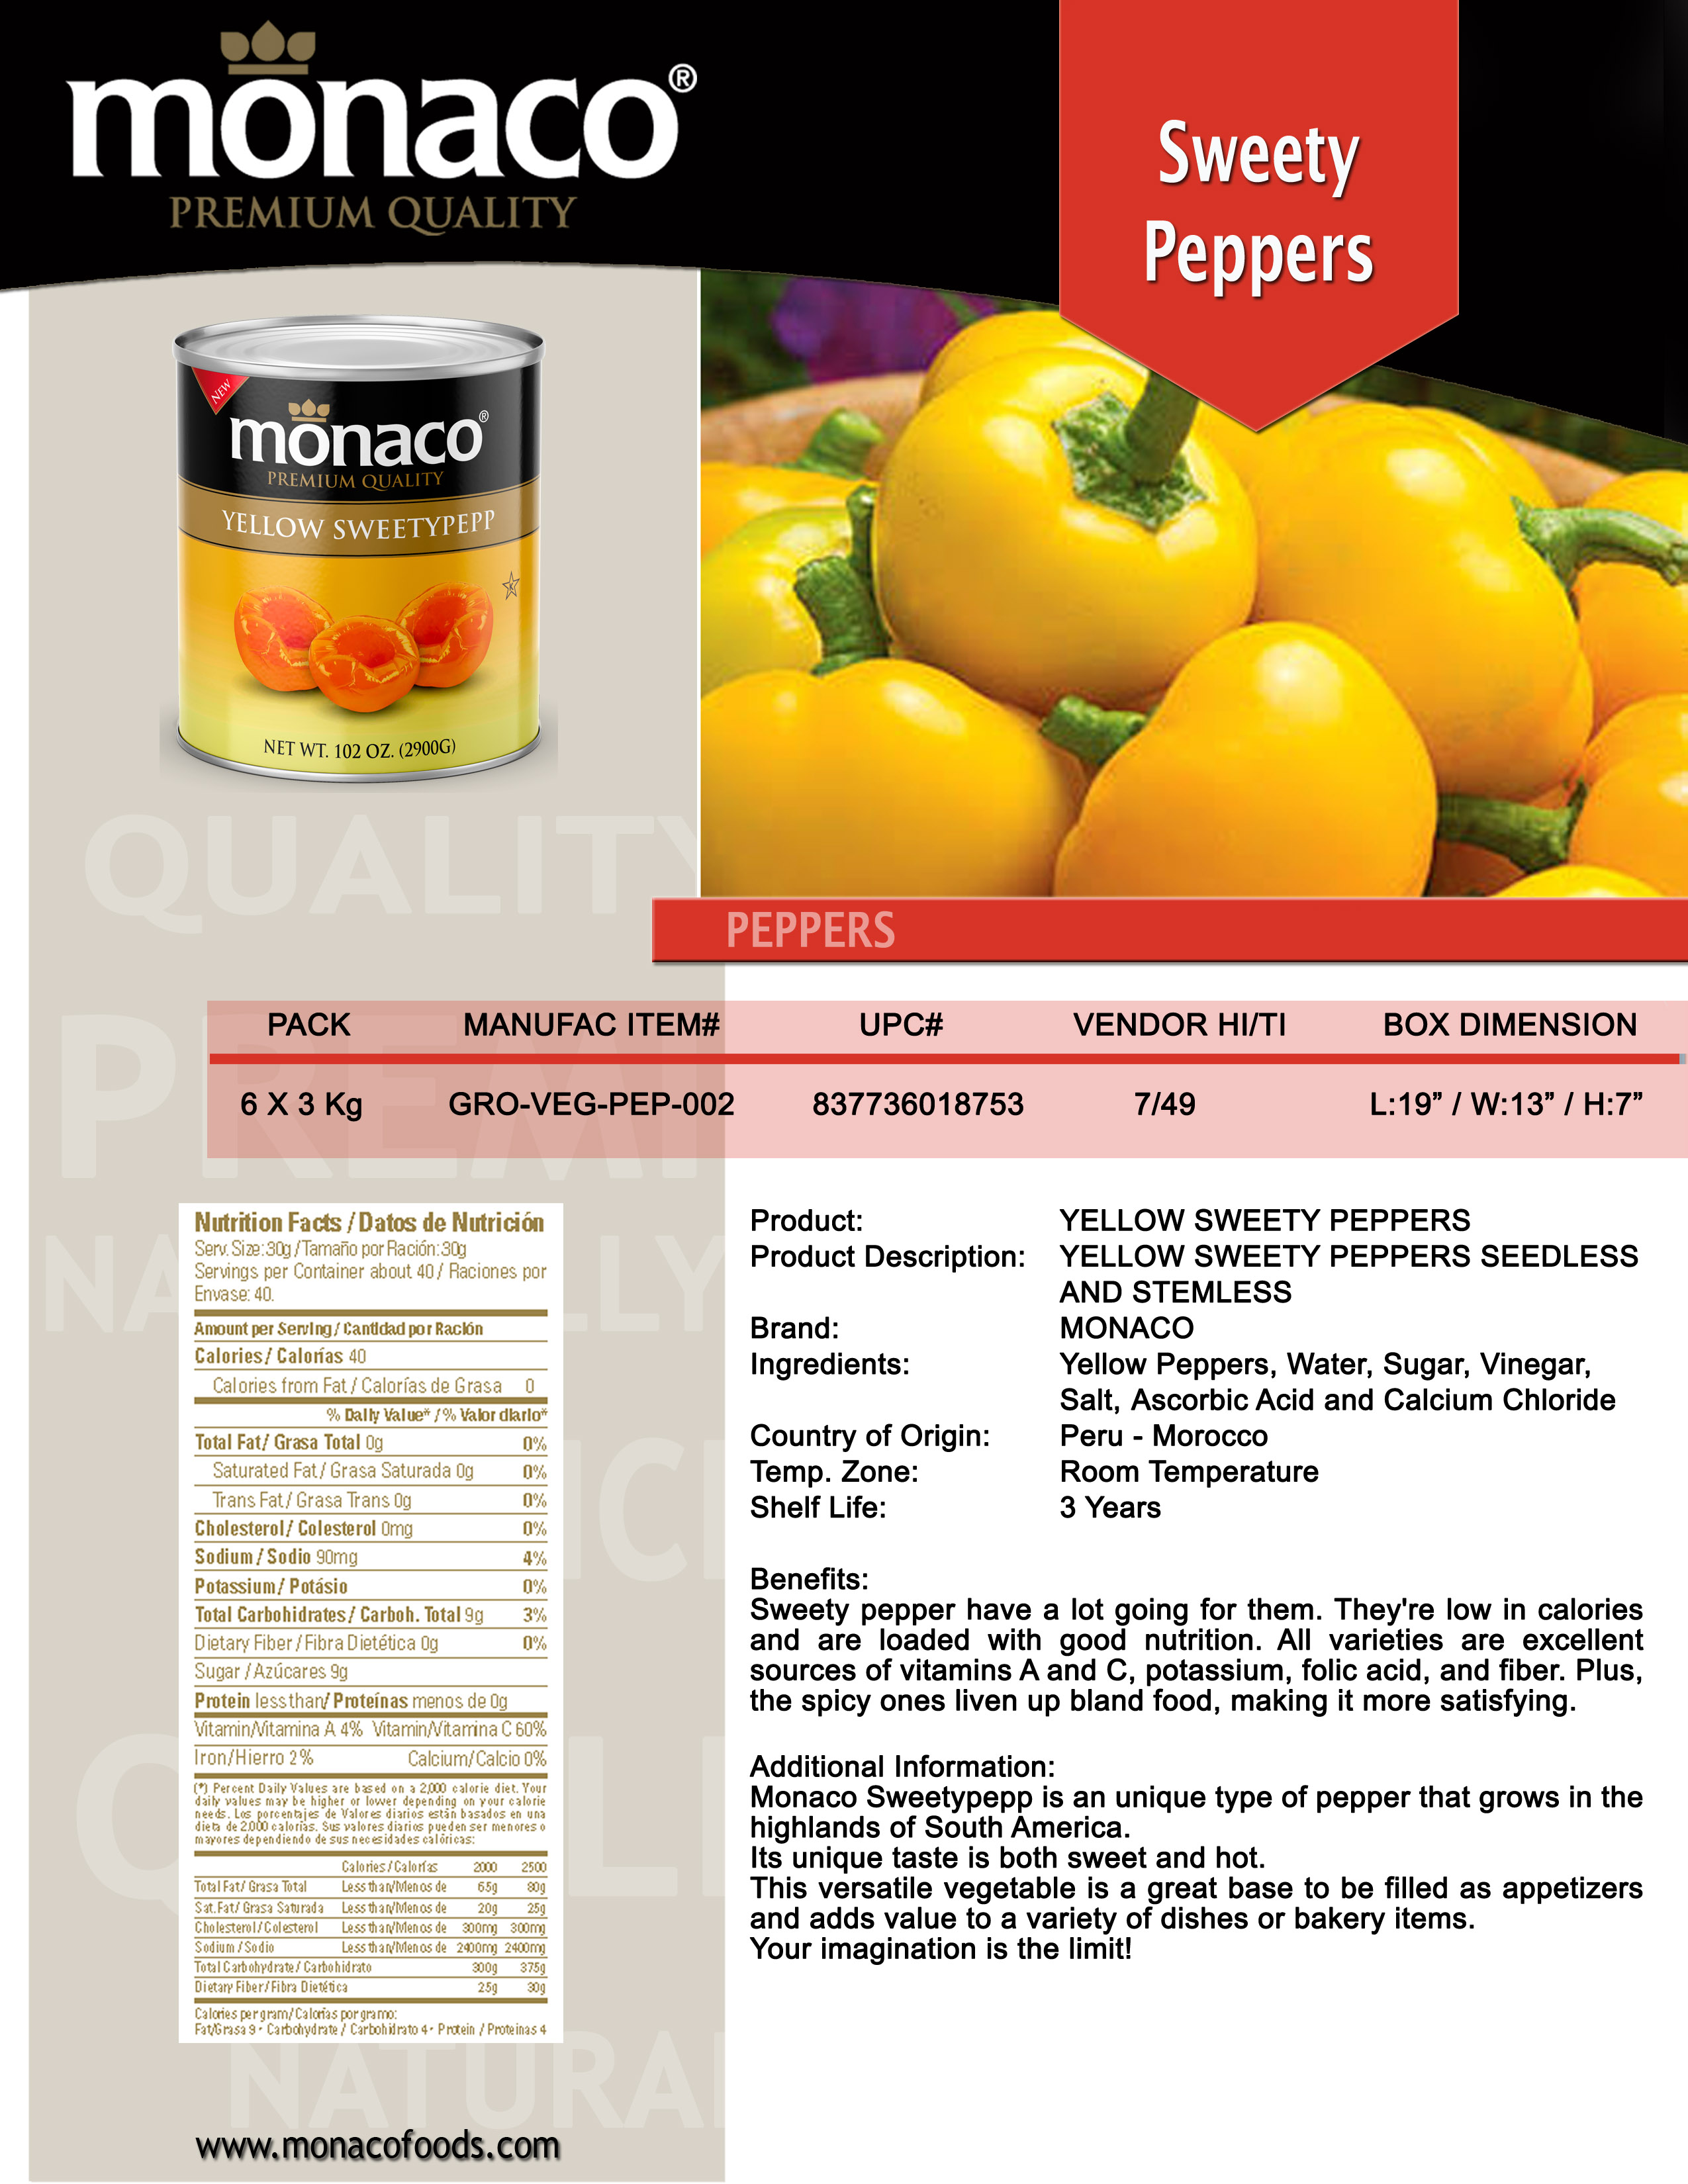 monaco®
PREMIUM QUALITY
Sweety
Peppers
NEW
monaco®
PREMIUM QUALITY
YELLOW SWEETYPEPP
K
NET WT. 102 OZ. (2900G)
QUALITY
PEPPERS
PREMI
PACK MANUFAC ITEM# UPC# VENDOR HI/TI BOX DIMENSION
6 X 3 Kg GRO-VEG-PEP-002 837736018753 7/49 L:19” / W:13” / H:7”
Nutrition Facts / Datos de Nutrición
Serv. Size:30g / Tamaño por Ración:30g
Servings per Container about 40 / Raciones por
Envase: 40.
Amount per Serving / Cantidad por Ración
Calories / Calorías 40
Calories from Fat / Calorías de Grasa 0
% Daily Value* / % Valor diario*
Total Fat/ Grasa Total 0g 0%
Saturated Fat / Grasa Saturada 0g 0%
Trans Fat / Grasa Trans 0g 0%
Cholesterol / Colesterol 0mg 0%
Sodium / Sodio 90mg 4%
Potassium / Potásio 0%
Total Carbohidrates / Carboh. Total 9g 3%
Dietary Fiber / Fibra Dietética 0g 0%
Sugar / Azúcares 9g
Protein less than/ Proteínas menos de 0g
Vitamin/Vitamina A 4% Vitamin/Vitamina C 60%
Iron/Hierro 2% Calcium/Calcio 0%
(*) Percent Daily Values are based on a 2,000 calorie diet. Your
daily values may be higher or lower depending on your calorie
needs. Los porcentajes de Valores diarios están basados en una
dieta de 2.000 calorías. Sus valores diarios pueden ser menores o
mayores dependiendo de sus necesidades calóricas:
Calories / Calorías 2000 2500
Total Fat/ Grasa Total Less than/Menos de 65g 80g
Sat. Fat/ Grasa Saturada Less than/Menos de 20g 25g
Cholesterol / Colesterol Less than/Menos de 300mg 300mg
Sodium / Sodio Less than/Menos de 2400mg 2400mg
Total Carbohydrate / Carbohidrato 300g 375g
Dietary Fiber / Fibra Dietética 25g 30g
Calories per gram/ Calorías por gramo:
Fat/Grasa 9 • Carbohydrate / Carbohidrato 4 • Protein / Proteinas 4
Product: YELLOW SWEETY PEPPERS
Product Description: YELLOW SWEETY PEPPERS SEEDLESS
AND STEMLESS
Brand: MONACO
Ingredients: Yellow Peppers, Water, Sugar, Vinegar,
Salt, Ascorbic Acid and Calcium Chloride
Country of Origin: Peru - Morocco
Temp. Zone: Room Temperature
Shelf Life: 3 Years
Benefits:
Sweety pepper have a lot going for them. They're low in calories
and are loaded with good nutrition. All varieties are excellent
sources of vitamins A and C, potassium, folic acid, and fiber. Plus,
the spicy ones liven up bland food, making it more satisfying.
Additional Information:
Monaco Sweetypepp is an unique type of pepper that grows in the
highlands of South America.
Its unique taste is both sweet and hot.
This versatile vegetable is a great base to be filled as appetizers
and adds value to a variety of dishes or bakery items.
Your imagination is the limit!
NATURA
www.monacofoods.com